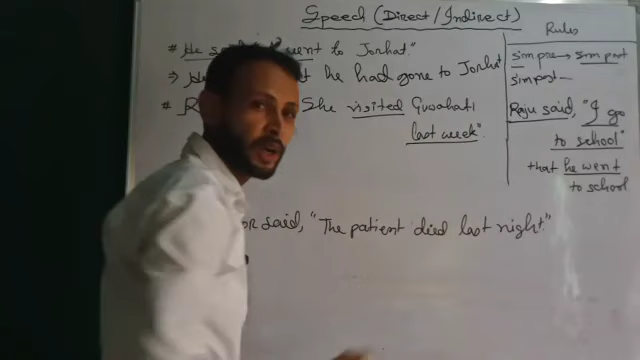 Speech (Direct/Indirect)
# He went to Jorhat."
⇒ he had gone to Jorhat
# She visited Guwahati
last week".
said, "The patient died last night."
Rules
sim pre → sim past
sim past —
Raju said, "I go
to school"
that he went
to school